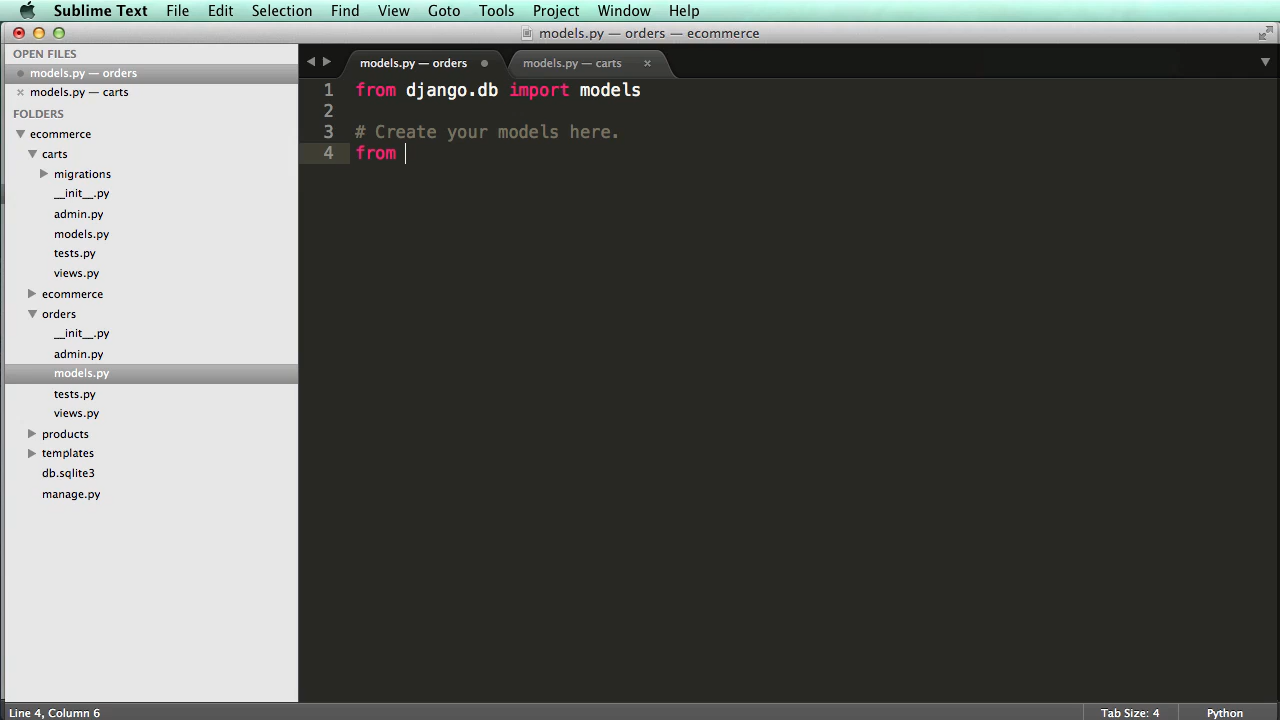 Sublime Text File Edit Selection Find View Goto Tools Project Window Help
models.py — orders — ecommerce
OPEN FILES
models.py — orders
models.py — carts
FOLDERS
ecommerce
carts
migrations
__init__.py
admin.py
models.py
tests.py
views.py
ecommerce
orders
__init__.py
admin.py
models.py
tests.py
views.py
products
templates
db.sqlite3
manage.py
models.py — orders models.py — carts
1 from django.db import models
2
3 # Create your models here.
4 from
Line 4, Column 6 Tab Size: 4 Python